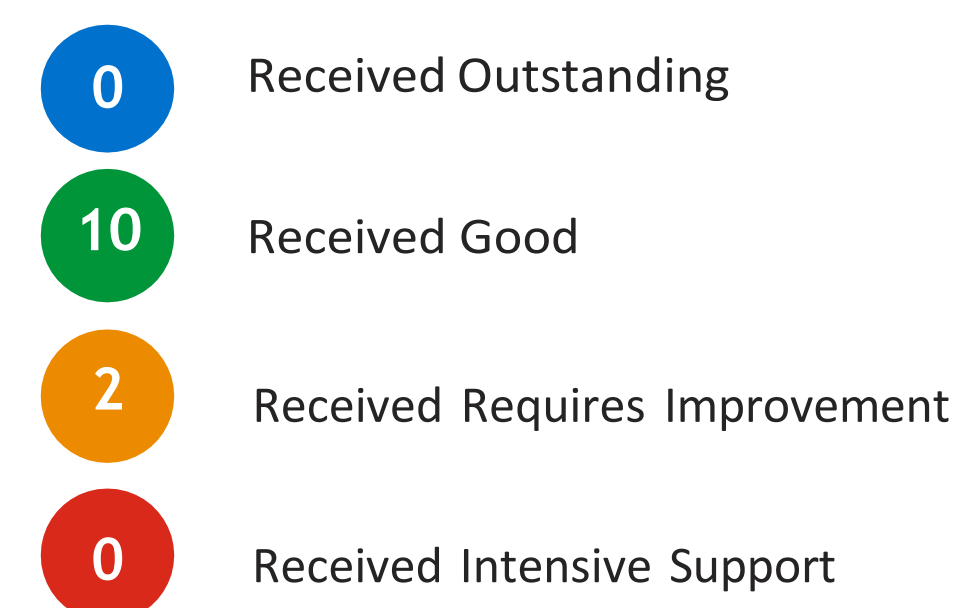 0 Received Outstanding
10 Received Good
2 Received Requires Improvement
0 Received Intensive Support